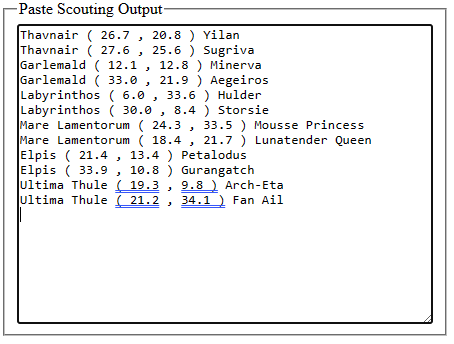 Paste Scouting Output
Thavnair ( 26.7 , 20.8 ) Yilan
Thavnair ( 27.6 , 25.6 ) Sugriva
Garlemald ( 12.1 , 12.8 ) Minerva
Garlemald ( 33.0 , 21.9 ) Aegeiros
Labyrinthos ( 6.0 , 33.6 ) Hulder
Labyrinthos ( 30.0 , 8.4 ) Storsie
Mare Lamentorum ( 24.3 , 33.5 ) Mousse Princess
Mare Lamentorum ( 18.4 , 21.7 ) Lunatender Queen
Elpis ( 21.4 , 13.4 ) Petalodus
Elpis ( 33.9 , 10.8 ) Gurangatch
Ultima Thule ( 19.3 , 9.8 ) Arch-Eta
Ultima Thule ( 21.2 , 34.1 ) Fan Ail